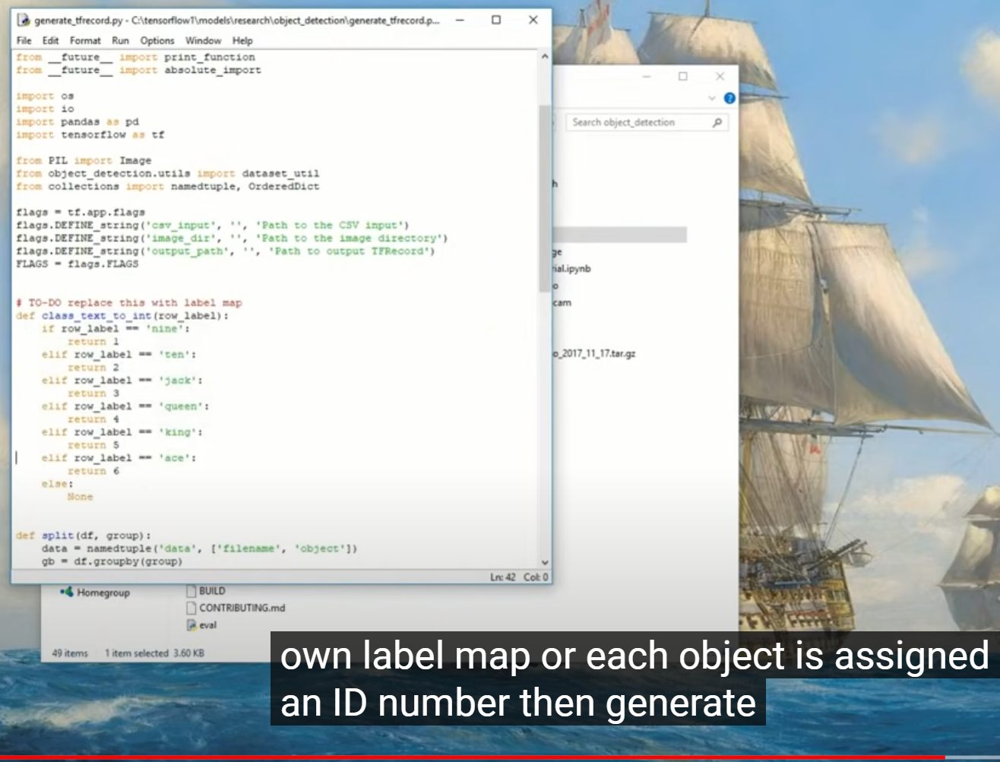 generate_tfrecord.py - C:\tensorflow1\models\research\object_detection\generate_tfrecord.p...
File Edit Format Run Options Window Help
from __future__ import print_function
from __future__ import absolute_import
import os
import io
import pandas as pd
import tensorflow as tf
from PIL import Image
from object_detection.utils import dataset_util
from collections import namedtuple, OrderedDict
flags = tf.app.flags
flags.DEFINE_string('csv_input', '', 'Path to the CSV input')
flags.DEFINE_string('image_dir', '', 'Path to the image directory')
flags.DEFINE_string('output_path', '', 'Path to output TFRecord')
FLAGS = flags.FLAGS
# TO-DO replace this with label map
def class_text_to_int(row_label):
    if row_label == 'nine':
        return 1
    elif row_label == 'ten':
        return 2
    elif row_label == 'jack':
        return 3
    elif row_label == 'queen':
        return 4
    elif row_label == 'king':
        return 5
    elif row_label == 'ace':
        return 6
    else:
        None
def split(df, group):
    data = namedtuple('data', ['filename', 'object'])
    gb = df.groupby(group)
Ln: 42 Col: 0
Search object_detection
h
ge
ial.ipynb
o
cam
o_2017_11_17.tar.gz
Homegroup
BUILD
CONTRIBUTING.md
eval
49 items 1 item selected 3.60 KB
own label map or each object is assigned
an ID number then generate